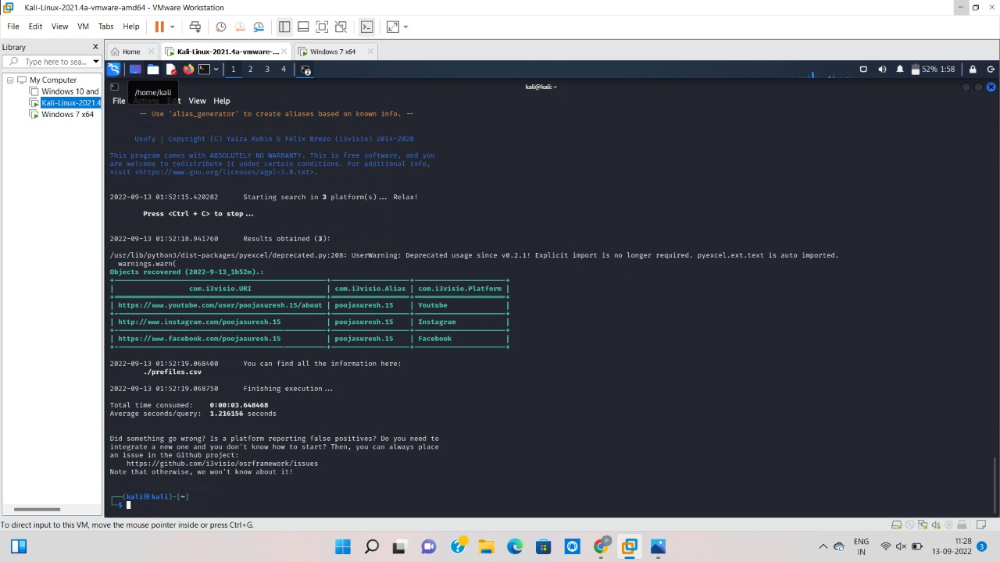 Kali-Linux-2021.4a-vmware-amd64 - VMware Workstation
File Edit View VM Tabs Help
Library
Type here to sea...
Home Kali-Linux-2021.4a-vmware-... Windows 7 x64
1 2 3 4 52% 1:58
My Computer
Windows 10 and
Kali-Linux-2021.4
Windows 7 x64
kali@kali: ~
/home/kali
File Actions Edit View Help
-- Use 'alias_generator' to create aliases based on known info. --
Usufy | Copyright (C) Yaiza Rubio & Félix Brezo (i3visio) 2014-2020
This program comes with ABSOLUTELY NO WARRANTY. This is free software, and you
are welcome to redistribute it under certain conditions. For additional info,
visit <https://www.gnu.org/licenses/agpl-3.0.txt>.
2022-09-13 01:52:15.420282 Starting search in 3 platform(s)... Relax!
Press <Ctrl + C> to stop...
2022-09-13 01:52:18.941760 Results obtained (3):
/usr/lib/python3/dist-packages/pyexcel/deprecated.py:208: UserWarning: Deprecated usage since v0.2.1! Explicit import is no longer required. pyexcel.ext.text is auto imported.
warnings.warn(
Objects recovered (2022-9-13_1h52m).:
com.i3visio.URI | com.i3visio.Alias | com.i3visio.Platform
https://www.youtube.com/user/poojasuresh.15/about | poojasuresh.15 | Youtube
http://www.instagram.com/poojasuresh.15 | poojasuresh.15 | Instagram
https://www.facebook.com/poojasuresh.15 | poojasuresh.15 | Facebook
2022-09-13 01:52:19.068400 You can find all the information here:
./profiles.csv
2022-09-13 01:52:19.068750 Finishing execution...
Total time consumed: 0:00:03.648468
Average seconds/query: 1.216156 seconds
Did something go wrong? Is a platform reporting false positives? Do you need to
integrate a new one and you don't know how to start? Then, you can always place
an issue in the Github project:
https://github.com/i3visio/osrframework/issues
Note that otherwise, we won't know about it!
(kali㉿kali)-[~]
$
To direct input to this VM, move the mouse pointer inside or press Ctrl+G.
ENG
IN
11:28
13-09-2022
3